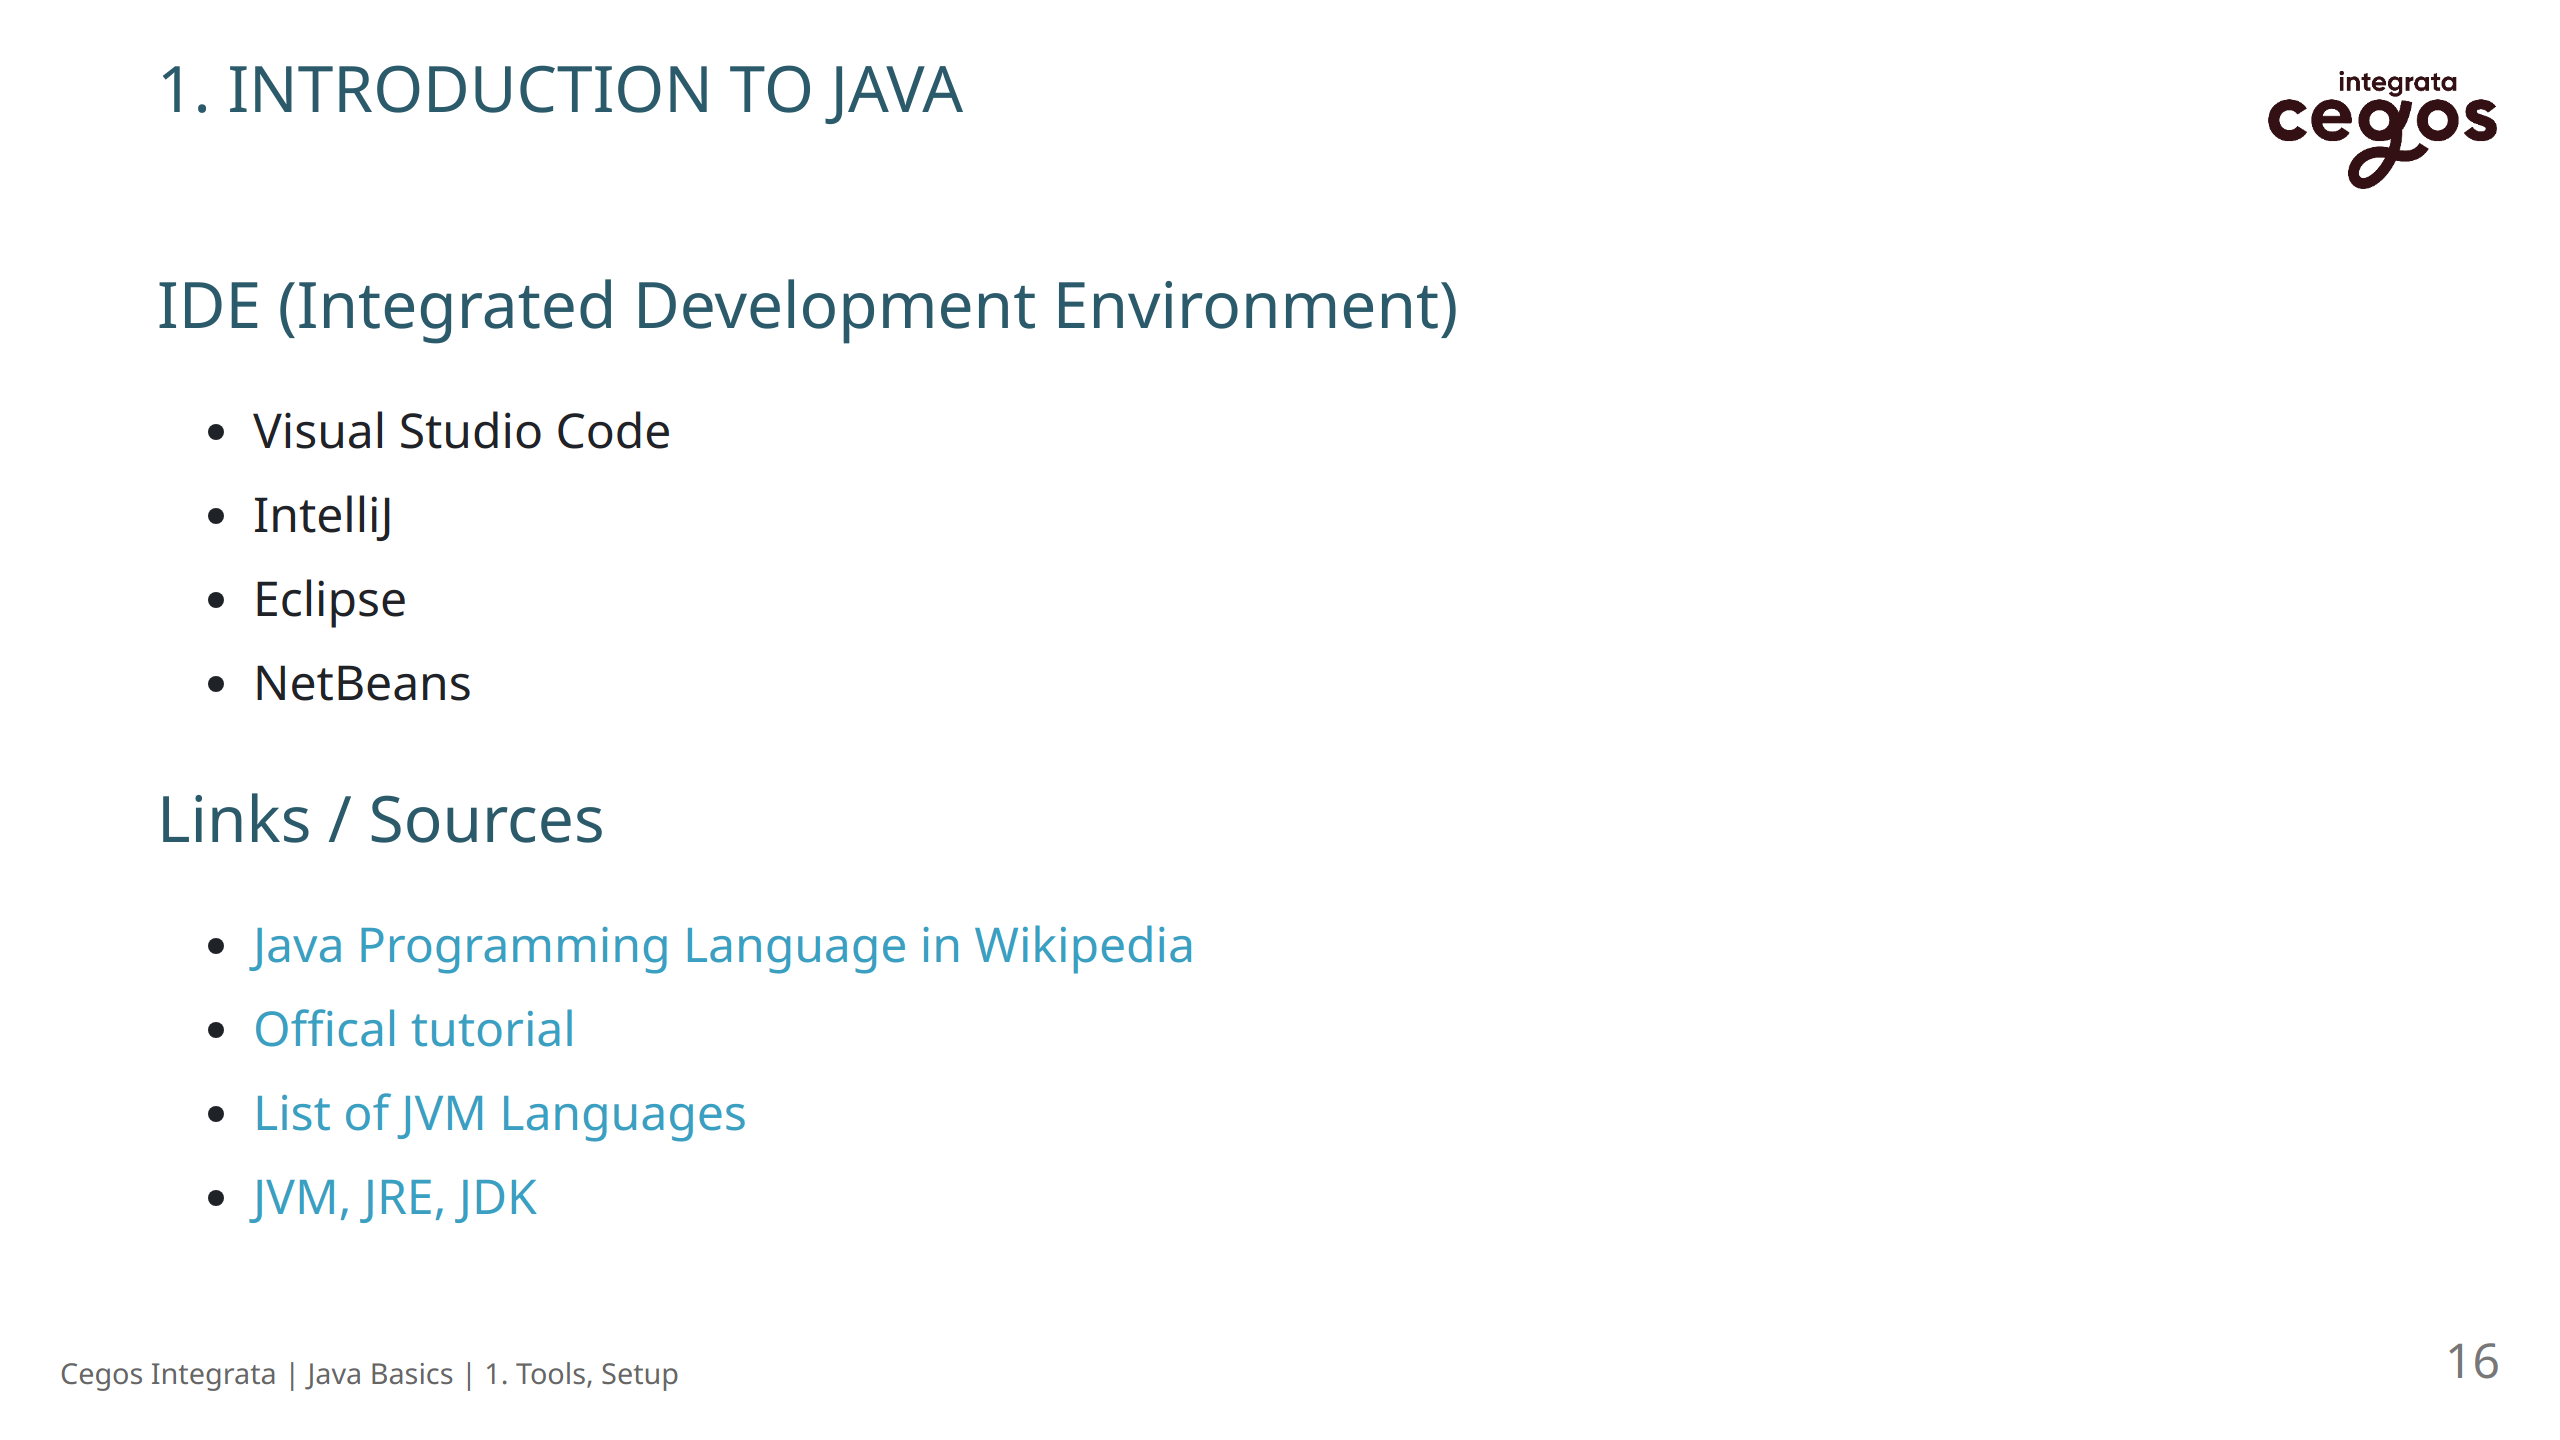 1. INTRODUCTION TO JAVA
integrata
cegos
IDE (Integrated Development Environment)
Visual Studio Code
IntelliJ
Eclipse
NetBeans
Links / Sources
Java Programming Language in Wikipedia
Offical tutorial
List of JVM Languages
JVM, JRE, JDK
Cegos Integrata | Java Basics | 1. Tools, Setup
16